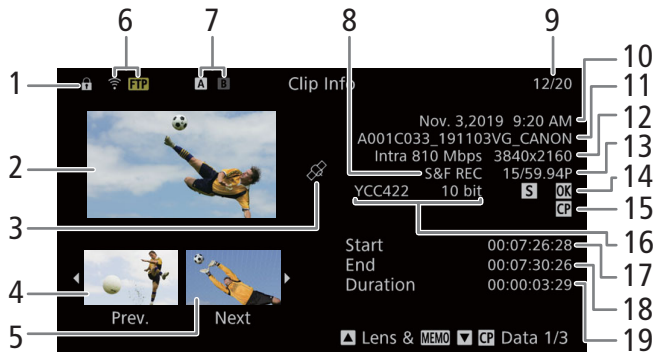 6 7 8 9
10
1 FTP A B Clip Info 12/20
11
Nov. 3,2019 9:20 AM
12
A001C033_191103VG_CANON
2 Intra 810 Mbps 3840x2160 13
S&F REC 15/59.94P
14
YCC422 10 bit S OK
CP 15
3
16
Start 00:07:26:28
17
4 End 00:07:30:26
Duration 00:00:03:29 18
5 Prev. Next
▲ Lens & MEMO ▼ CP Data 1/3 19